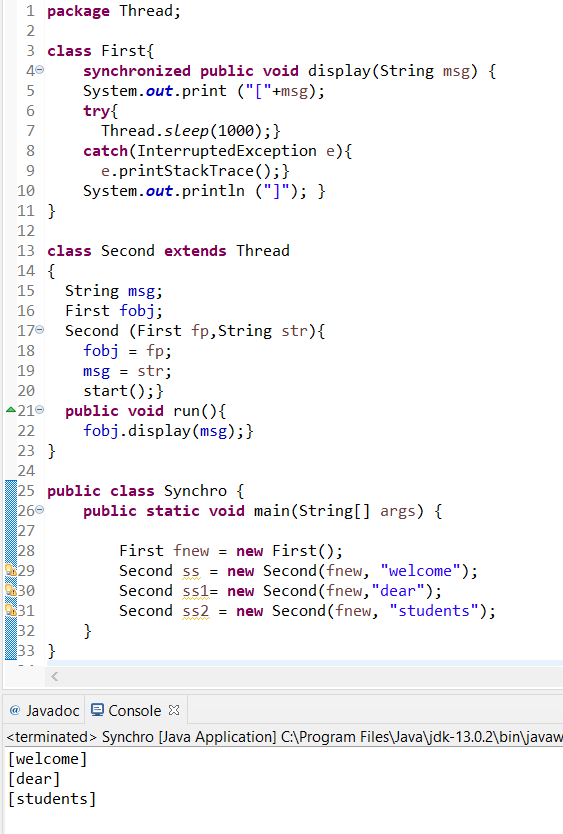 1 package Thread;
2
3 class First{
4 synchronized public void display(String msg) {
5 System.out.print ("["+msg);
6 try{
7 Thread.sleep(1000);}
8 catch(InterruptedException e){
9 e.printStackTrace();}
10 System.out.println ("]"); }
11 }
12
13 class Second extends Thread
14 {
15 String msg;
16 First fobj;
17 Second (First fp,String str){
18 fobj = fp;
19 msg = str;
20 start();}
21 public void run(){
22 fobj.display(msg);}
23 }
24
25 public class Synchro {
26 public static void main(String[] args) {
27
28 First fnew = new First();
29 Second ss = new Second(fnew, "welcome");
30 Second ss1= new Second(fnew,"dear");
31 Second ss2 = new Second(fnew, "students");
32 }
33 }
@ Javadoc Console
<terminated> Synchro [Java Application] C:\Program Files\Java\jdk-13.0.2\bin\javaw
[welcome]
[dear]
[students]